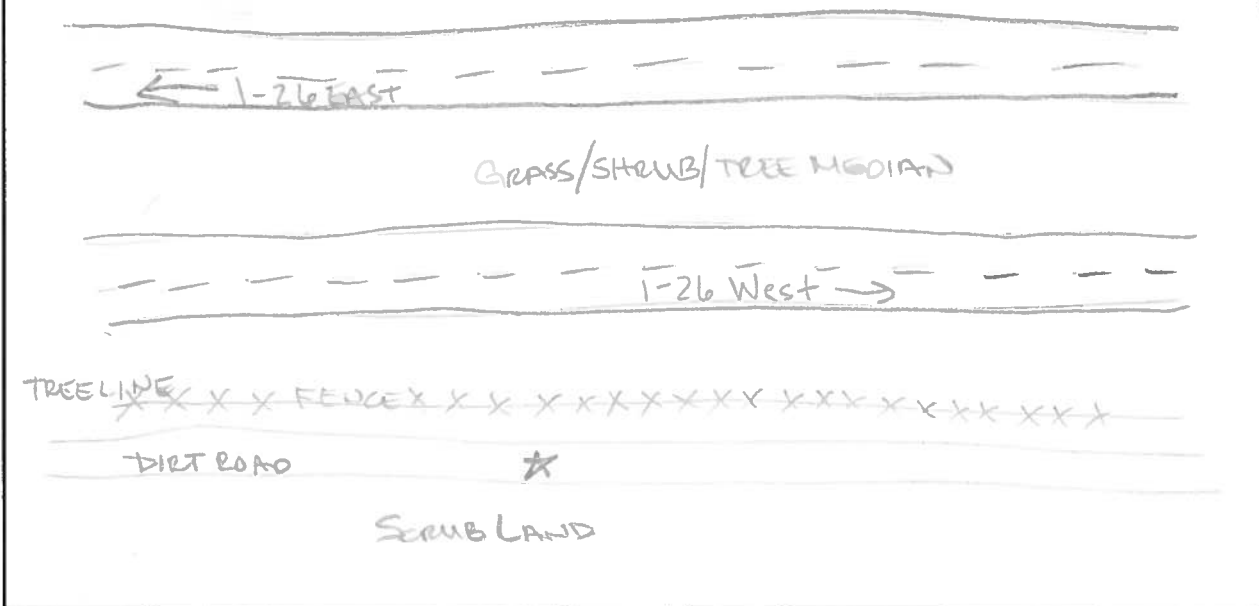 I-26 EAST
GRASS/SHRUB/TREE MEDIAN
I-26 West
TREELINE
FENCE
DIRT ROAD
SCRUB LAND